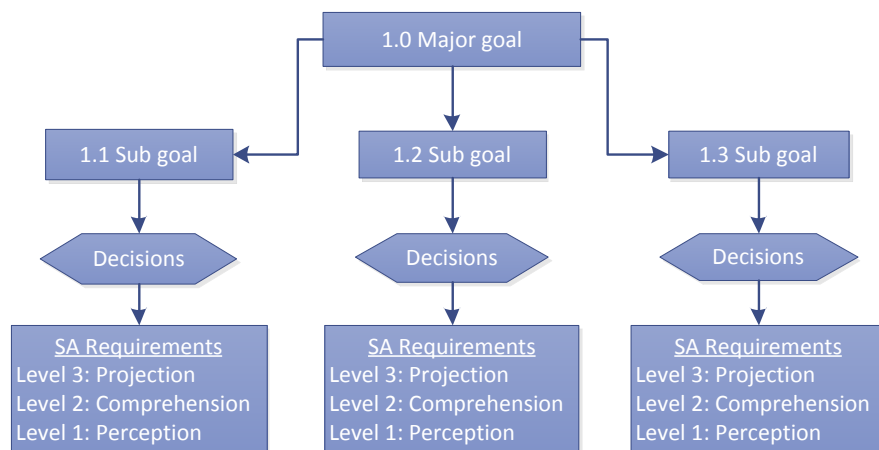 1.0 Major goal
1.1 Sub goal
1.2 Sub goal
1.3 Sub goal
Decisions
Decisions
Decisions
SA Requirements
Level 3: Projection
Level 2: Comprehension
Level 1: Perception
SA Requirements
Level 3: Projection
Level 2: Comprehension
Level 1: Perception
SA Requirements
Level 3: Projection
Level 2: Comprehension
Level 1: Perception